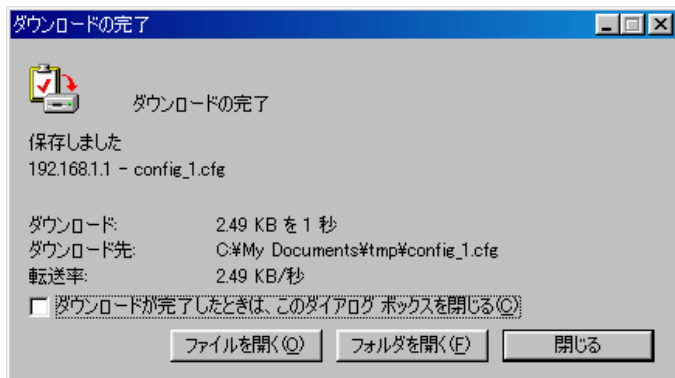 ダウンロードの完了
ダウンロードの完了
保存しました
192.168.1.1 - config_1.cfg
ダウンロード: 2.49 KB を 1 秒
ダウンロード先: C:¥My Documents¥tmp¥config_1.cfg
転送率: 2.49 KB/秒
ダウンロードが完了したときは、このダイアログ ボックスを閉じる(C)
ファイルを開く(O) フォルダを開く(F) 閉じる